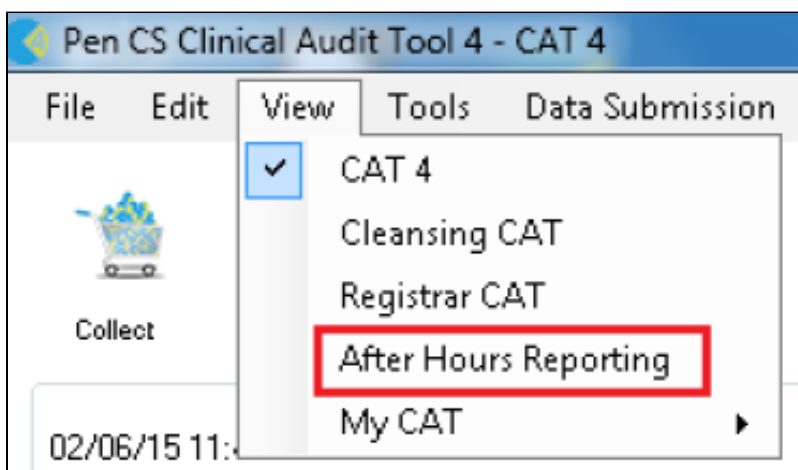 Pen CS Clinical Audit Tool 4 - CAT 4
File Edit View Tools Data Submission
CAT 4
Cleansing CAT
Registrar CAT
Collect
After Hours Reporting
My CAT
02/06/15 11: